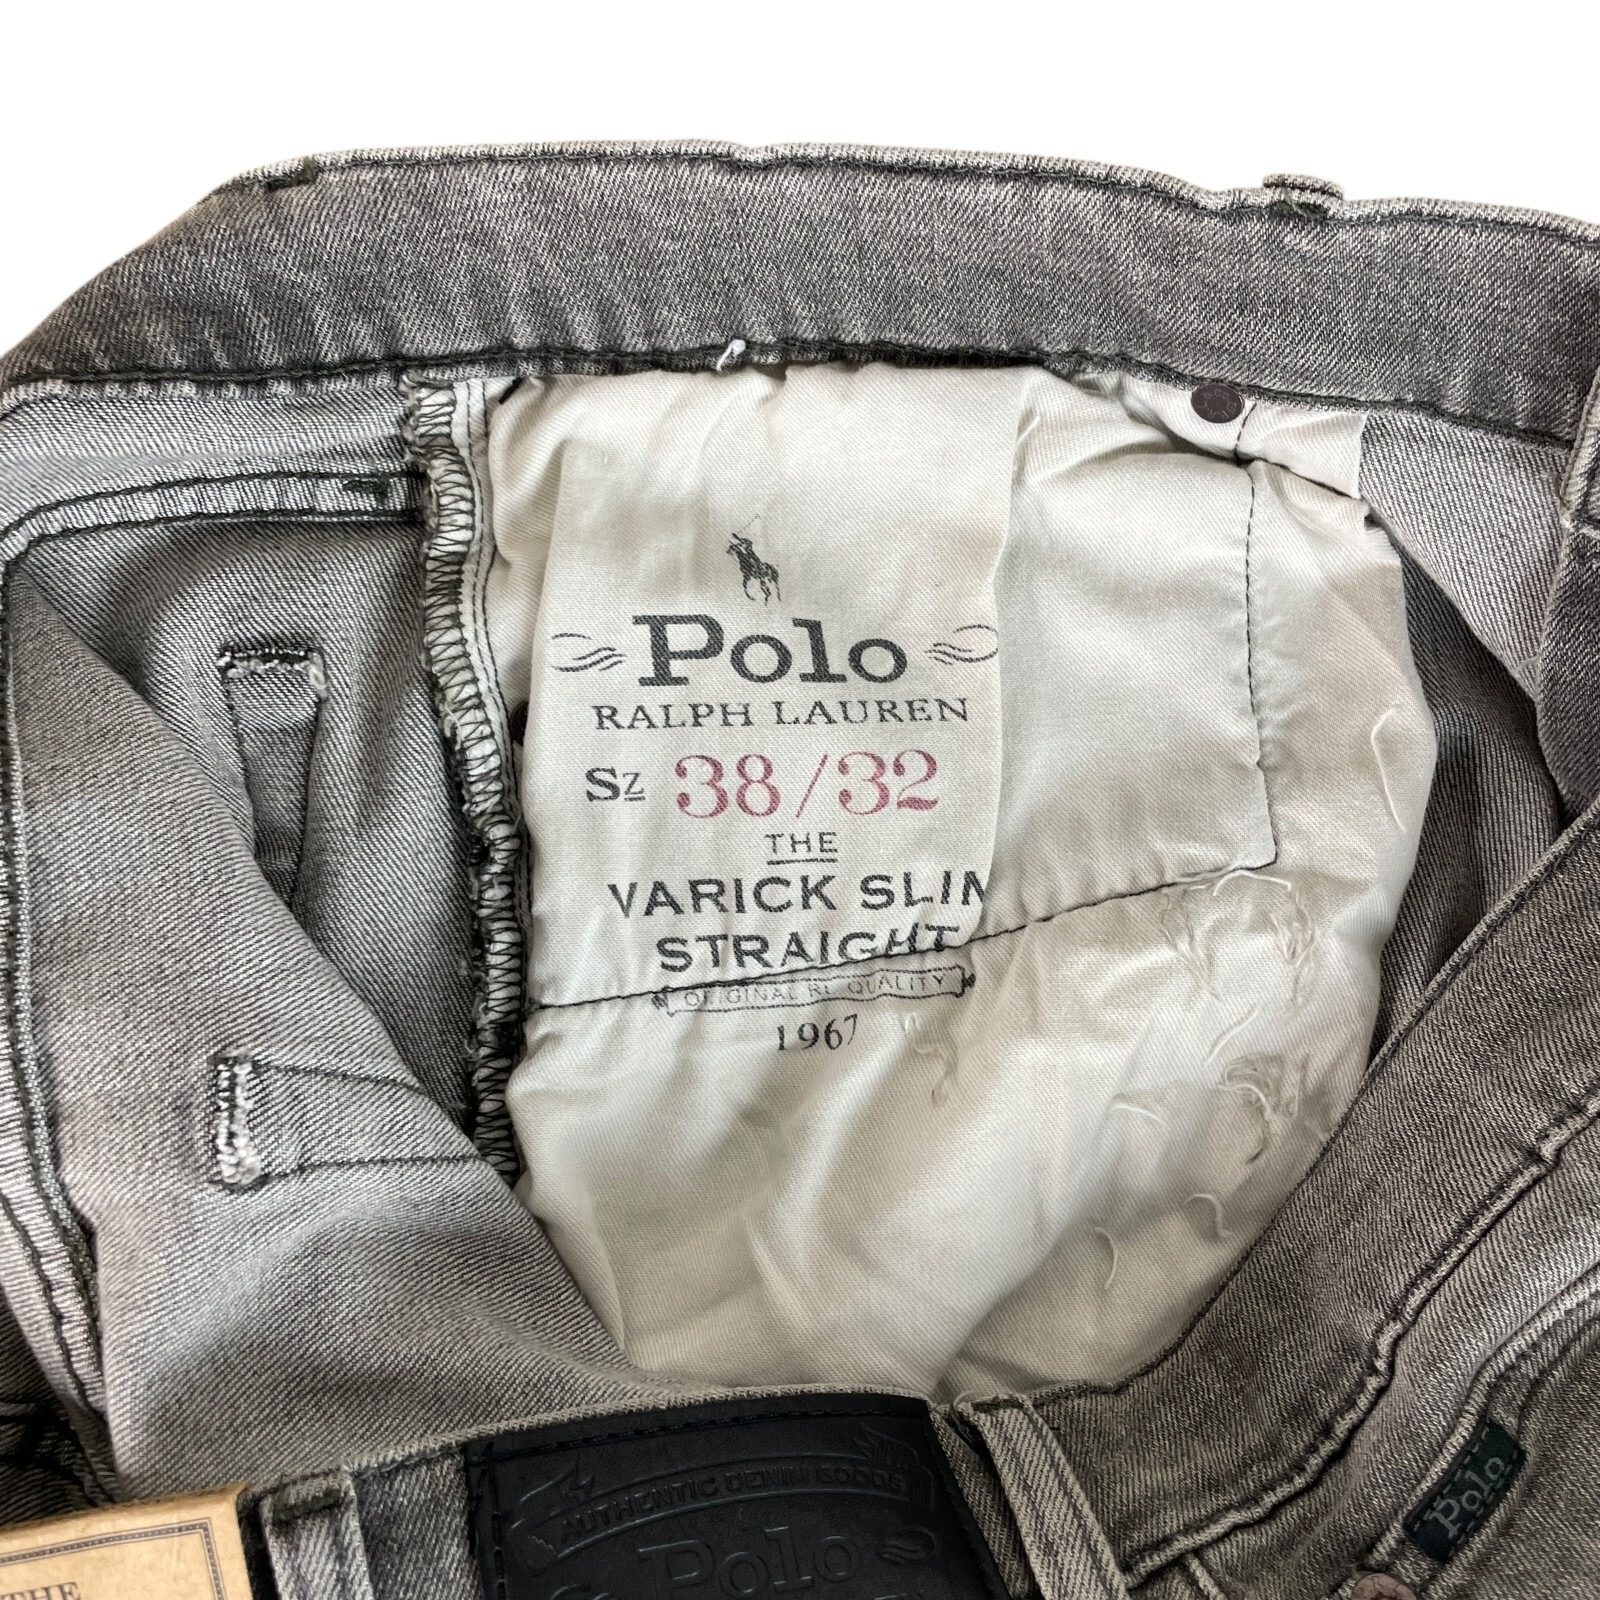 Polo
RALPH LAUREN
Sz 38/32
THE
VARICK SLIM
STRAIGHT
ORIGINAL RL QUALITY
1967
AUTHENTIC DENIM GOODS
Polo
Polo
THE